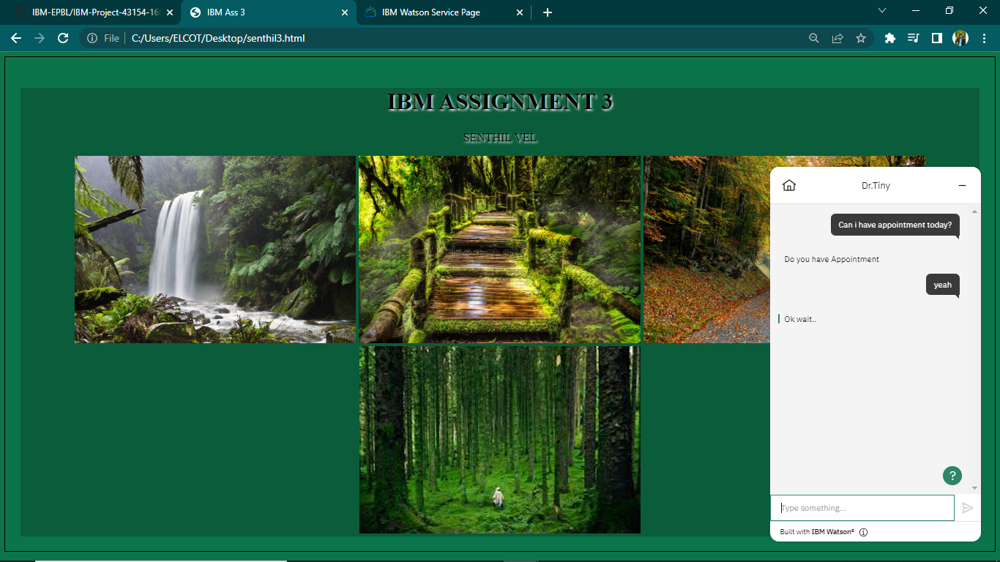 IBM-EPBL/IBM-Project-43154-166
IBM Ass 3
IBM Watson Service Page
File
C:/Users/ELCOT/Desktop/senthil3.html
IBM ASSIGNMENT 3
SENTHIL VEL
Dr.Tiny
Can i have appointment today?
Do you have Appointment
yeah
Ok wait..
?
Type something...
Built with IBM Watson®